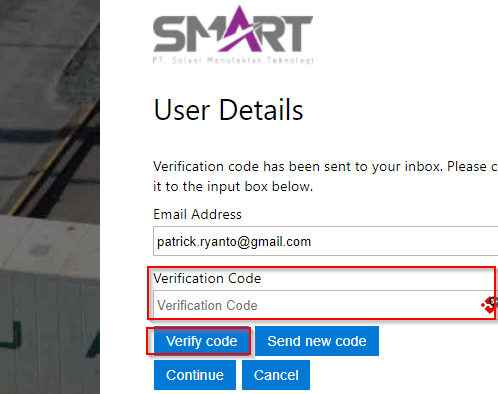 SMART
PT. Solusi Manufaktur Teknologi
User Details
Verification code has been sent to your inbox. Please c
it to the input box below.
Email Address
patrick.ryanto@gmail.com
Verification Code
Verification Code
Verify code
Send new code
Continue
Cancel